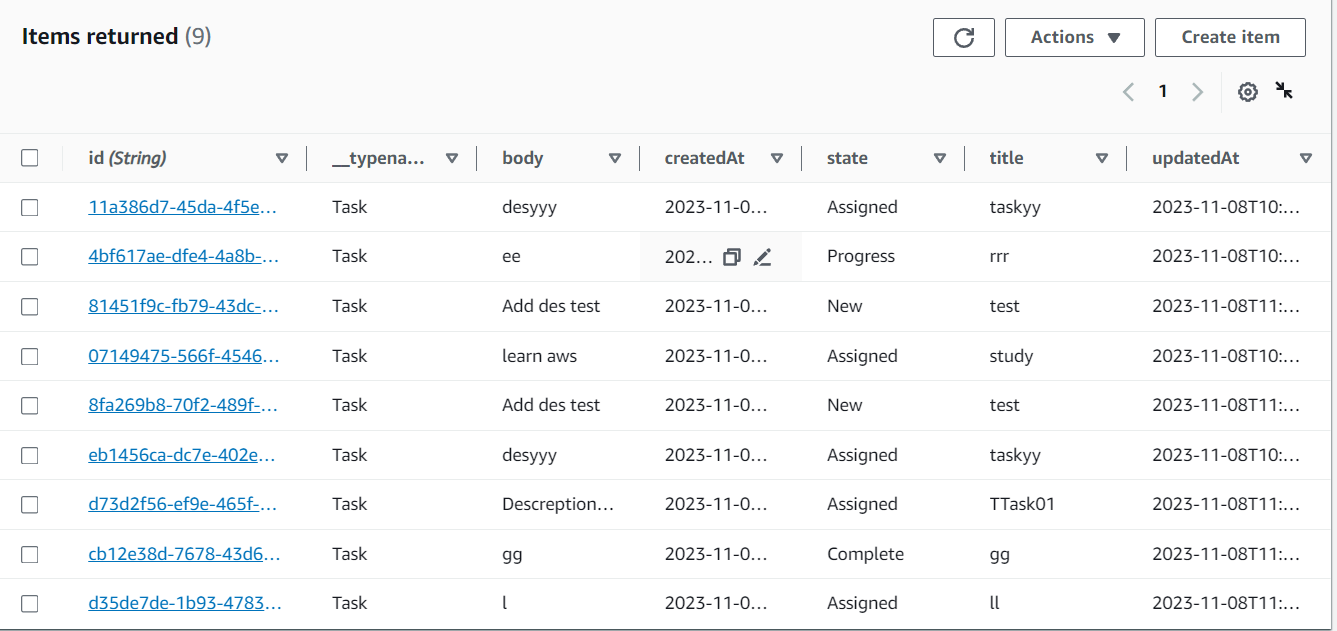 Items returned (9)
Actions
Create item
1
id (String) __typena... body createdAt state title updatedAt
11a386d7-45da-4f5e... Task desyyy 2023-11-0... Assigned taskyy 2023-11-08T10:...
4bf617ae-dfe4-4a8b-... Task ee 202... Progress rrr 2023-11-08T10:...
81451f9c-fb79-43dc-... Task Add des test 2023-11-0... New test 2023-11-08T11:...
07149475-566f-4546... Task learn aws 2023-11-0... Assigned study 2023-11-08T10:...
8fa269b8-70f2-489f-... Task Add des test 2023-11-0... New test 2023-11-08T11:...
eb1456ca-dc7e-402e... Task desyyy 2023-11-0... Assigned taskyy 2023-11-08T10:...
d73d2f56-ef9e-465f-... Task Descreption... 2023-11-0... Assigned TTask01 2023-11-08T11:...
cb12e38d-7678-43d6... Task gg 2023-11-0... Complete gg 2023-11-08T11:...
d35de7de-1b93-4783... Task l 2023-11-0... Assigned ll 2023-11-08T11:...